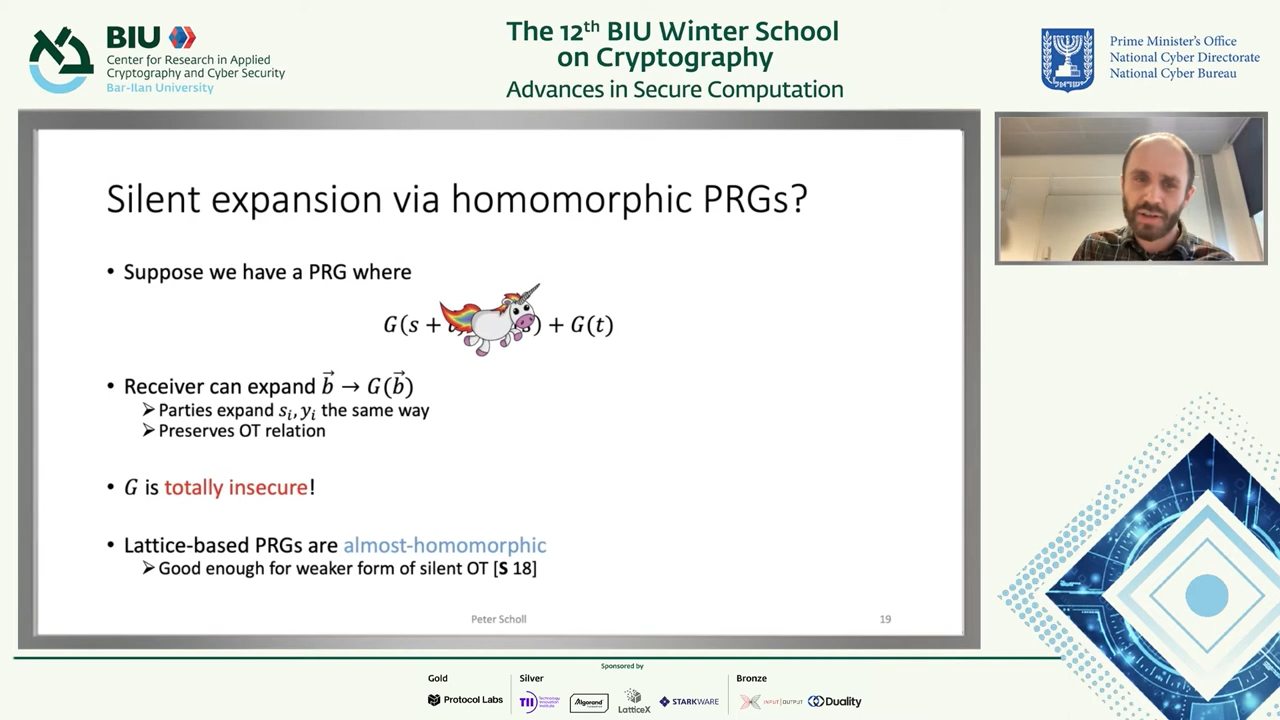 BIU
Center for Research in Applied
Cryptography and Cyber Security
Bar-Ilan University
The 12th BIU Winter School
on Cryptography
Advances in Secure Computation
Prime Minister's Office
National Cyber Directorate
National Cyber Bureau
Silent expansion via homomorphic PRGs?
• Suppose we have a PRG where
G(s + ) + G(t)
• Receiver can expand b⃗ → G(b⃗)
➢ Parties expand sᵢ, yᵢ the same way
➢ Preserves OT relation
• G is totally insecure!
• Lattice-based PRGs are almost-homomorphic
➢ Good enough for weaker form of silent OT [S 18]
Peter Scholl
19
Sponsored by
Gold
Silver
Bronze
Protocol Labs
TII Technology Innovation Institute
Algorand
LatticeX
STARKWARE
INPUT|OUTPUT
Duality